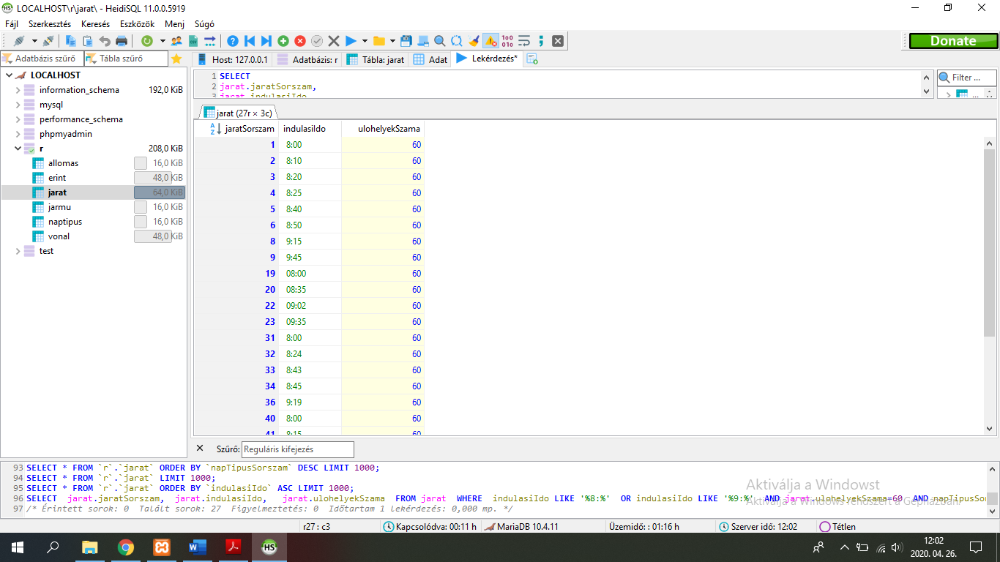 LOCALHOST\r\jarat\ - HeidiSQL 11.0.0.5919
Fájl Szerkesztés Keresés Eszközök Menj Súgó
Donate
Adatbázis szűrő Tábla szűrő
Host: 127.0.0.1 Adatbázis: r Tábla: jarat Adat Lekérdezés*
LOCALHOST
information_schema 192,0 KiB
mysql
performance_schema
phpmyadmin
r 208,0 KiB
allomas 16,0 KiB
erint 48,0 KiB
jarat 64,0 KiB
jarmu 16,0 KiB
naptipus 16,0 KiB
vonal 48,0 KiB
test
1 SELECT
2 jarat.jaratSorszam,
3 jarat.indulasiIdo
Filter ...
...
jarat (27r × 3c)
jaratSorszam indulasiIdo ulohelyekSzama
1 8:00 60
2 8:10 60
3 8:20 60
4 8:25 60
5 8:40 60
6 8:50 60
8 9:15 60
9 9:45 60
19 08:00 60
20 08:35 60
22 09:02 60
23 09:35 60
31 8:00 60
32 8:24 60
33 8:43 60
34 8:45 60
36 9:19 60
40 8:00 60
41 8:15 60
Szűrő: Reguláris kifejezés
93 SELECT * FROM `r`.`jarat` ORDER BY `napTipusSorszam` DESC LIMIT 1000;
94 SELECT * FROM `r`.`jarat` LIMIT 1000;
95 SELECT * FROM `r`.`jarat` ORDER BY `indulasiIdo` ASC LIMIT 1000;
96 SELECT jarat.jaratSorszam, jarat.indulasiIdo, jarat.ulohelyekSzama FROM jarat WHERE indulasiIdo LIKE '%8:%' OR indulasiIdo LIKE '%9:%' AND jarat.ulohelyekSzama=60 AND napTipusSor
97 /* Érintett sorok: 0 Talált sorok: 27 Figyelmeztetés: 0 Időtartam 1 lekérdezés: 0,000 mp. */
Aktiválja a Windowst
Aktiválja a Windows rendszert a Gépházban.
r27 : c3 Kapcsolódva: 00:11 h MariaDB 10.4.11 Üzemidő: : 01:16 h Szerver idő: 12:02 Tétlen
12:02
2020. 04. 26.